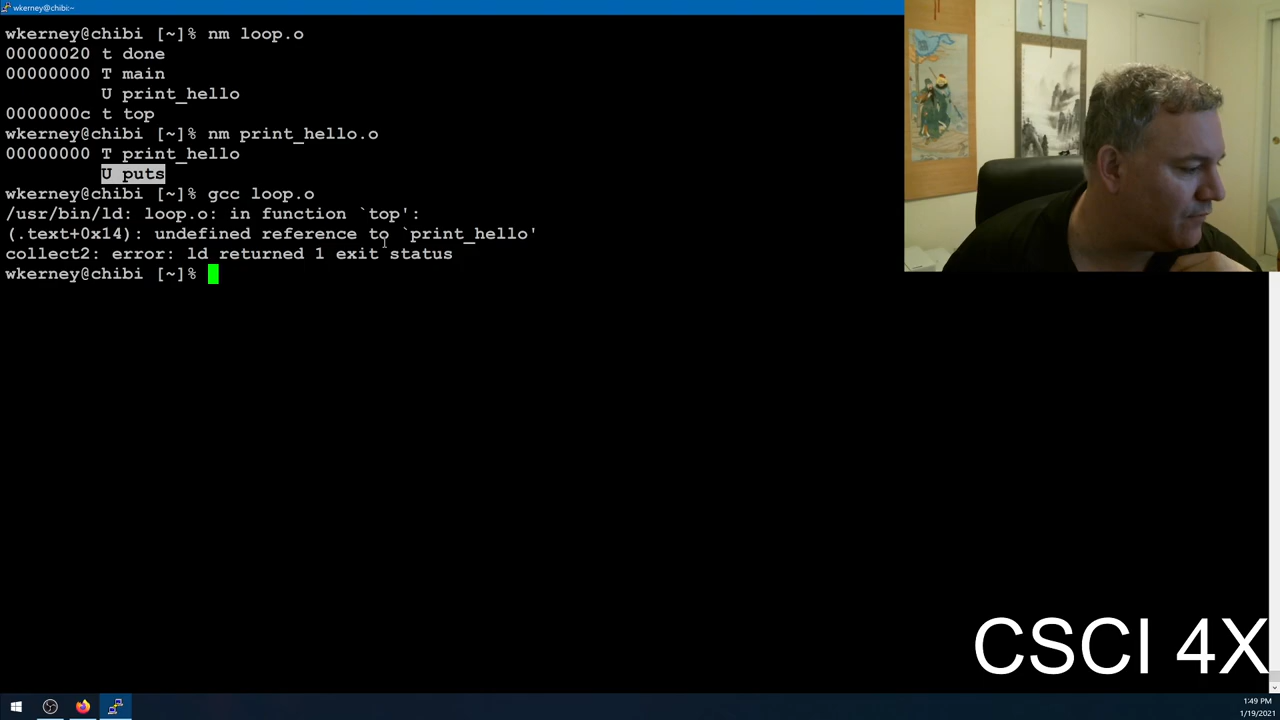 wkerney@chibi:~
wkerney@chibi [~]% nm loop.o
00000020 t done
00000000 T main
U print_hello
0000000c t top
wkerney@chibi [~]% nm print_hello.o
00000000 T print_hello
U puts
wkerney@chibi [~]% gcc loop.o
/usr/bin/ld: loop.o: in function `top':
(.text+0x14): undefined reference to `print_hello'
collect2: error: ld returned 1 exit status
wkerney@chibi [~]%
CSCI 4X
1:49 PM
1/19/2021